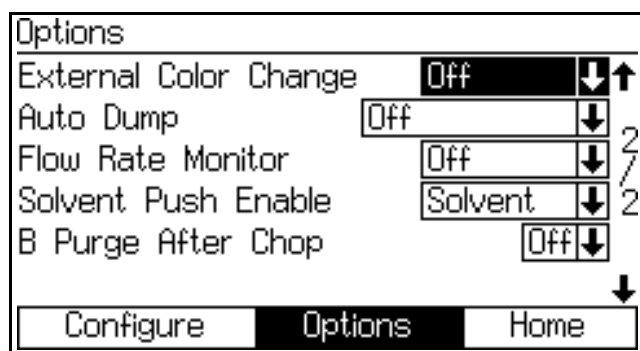 Options
External Color Change Off
Auto Dump Off
Flow Rate Monitor Off
Solvent Push Enable Solvent
B Purge After Chop Off
2/2
Configure Options Home